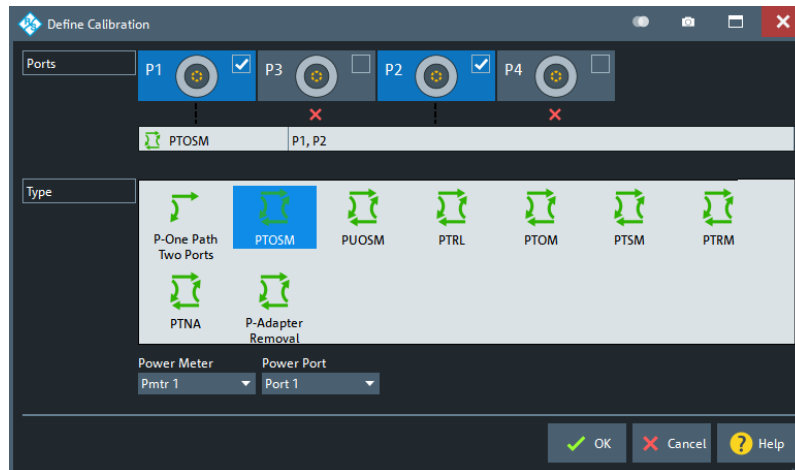 Define Calibration
Ports
P1
P3
P2
P4
PTOSM
P1, P2
Type
P-One Path
Two Ports
PTOSM
PUOSM
PTRL
PTOM
PTSM
PTRM
PTNA
P-Adapter
Removal
Power Meter
Power Port
Pmtr 1
Port 1
OK
Cancel
? Help